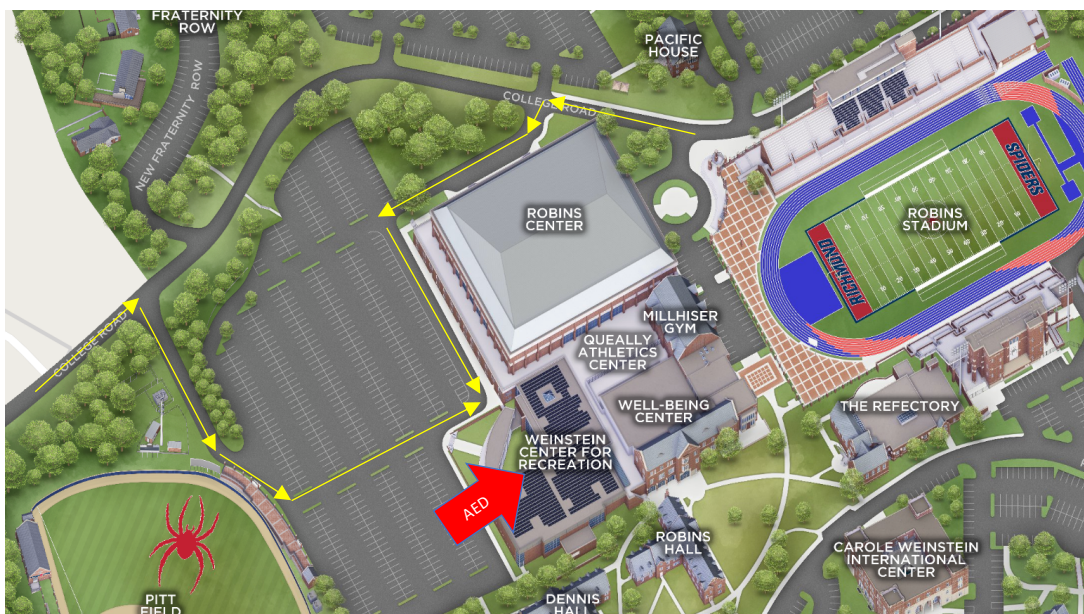 FRATERNITY
ROW
PACIFIC
HOUSE
COLLEGE ROAD
NEW FRATERNITY ROW
ROBINS
CENTER
SPIDERS
ROBINS
STADIUM
RICHMOND
MILLHISER
GYM
COLLEGE ROAD
QUEALLY
ATHLETICS
CENTER
WELL-BEING
CENTER
THE REFECTORY
WEINSTEIN
CENTER FOR
RECREATION
AED
ROBINS
HALL
CAROLE WEINSTEIN
INTERNATIONAL
CENTER
PITT
FIELD
DENNIS
HALL